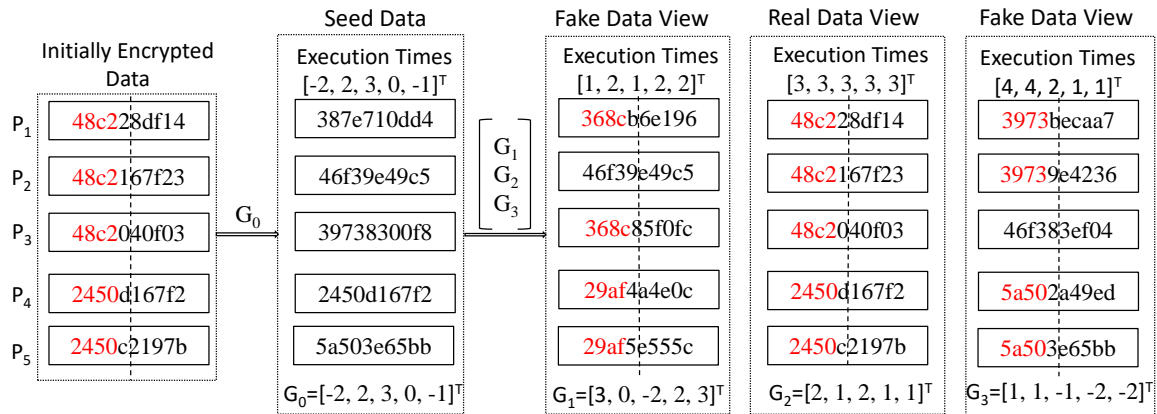 Initially Encrypted
Data
P1
48c228df14
P2
48c2167f23
P3
48c2040f03
P4
2450d167f2
P5
2450c2197b
G0
Seed Data
Execution Times
[-2, 2, 3, 0, -1]T
387e710dd4
46f39e49c5
39738300f8
2450d167f2
5a503e65bb
G0=[-2, 2, 3, 0, -1]T
G1
G2
G3
Fake Data View
Execution Times
[1, 2, 1, 2, 2]T
368cb6e196
46f39e49c5
368c85f0fc
29af4a4e0c
29af5e555c
G1=[3, 0, -2, 2, 3]T
Real Data View
Execution Times
[3, 3, 3, 3, 3]T
48c228df14
48c2167f23
48c2040f03
2450d167f2
2450c2197b
G2=[2, 1, 2, 1, 1]T
Fake Data View
Execution Times
[4, 4, 2, 1, 1]T
3973becaa7
39739e4236
46f383ef04
5a502a49ed
5a503e65bb
G3=[1, 1, -1, -2, -2]T